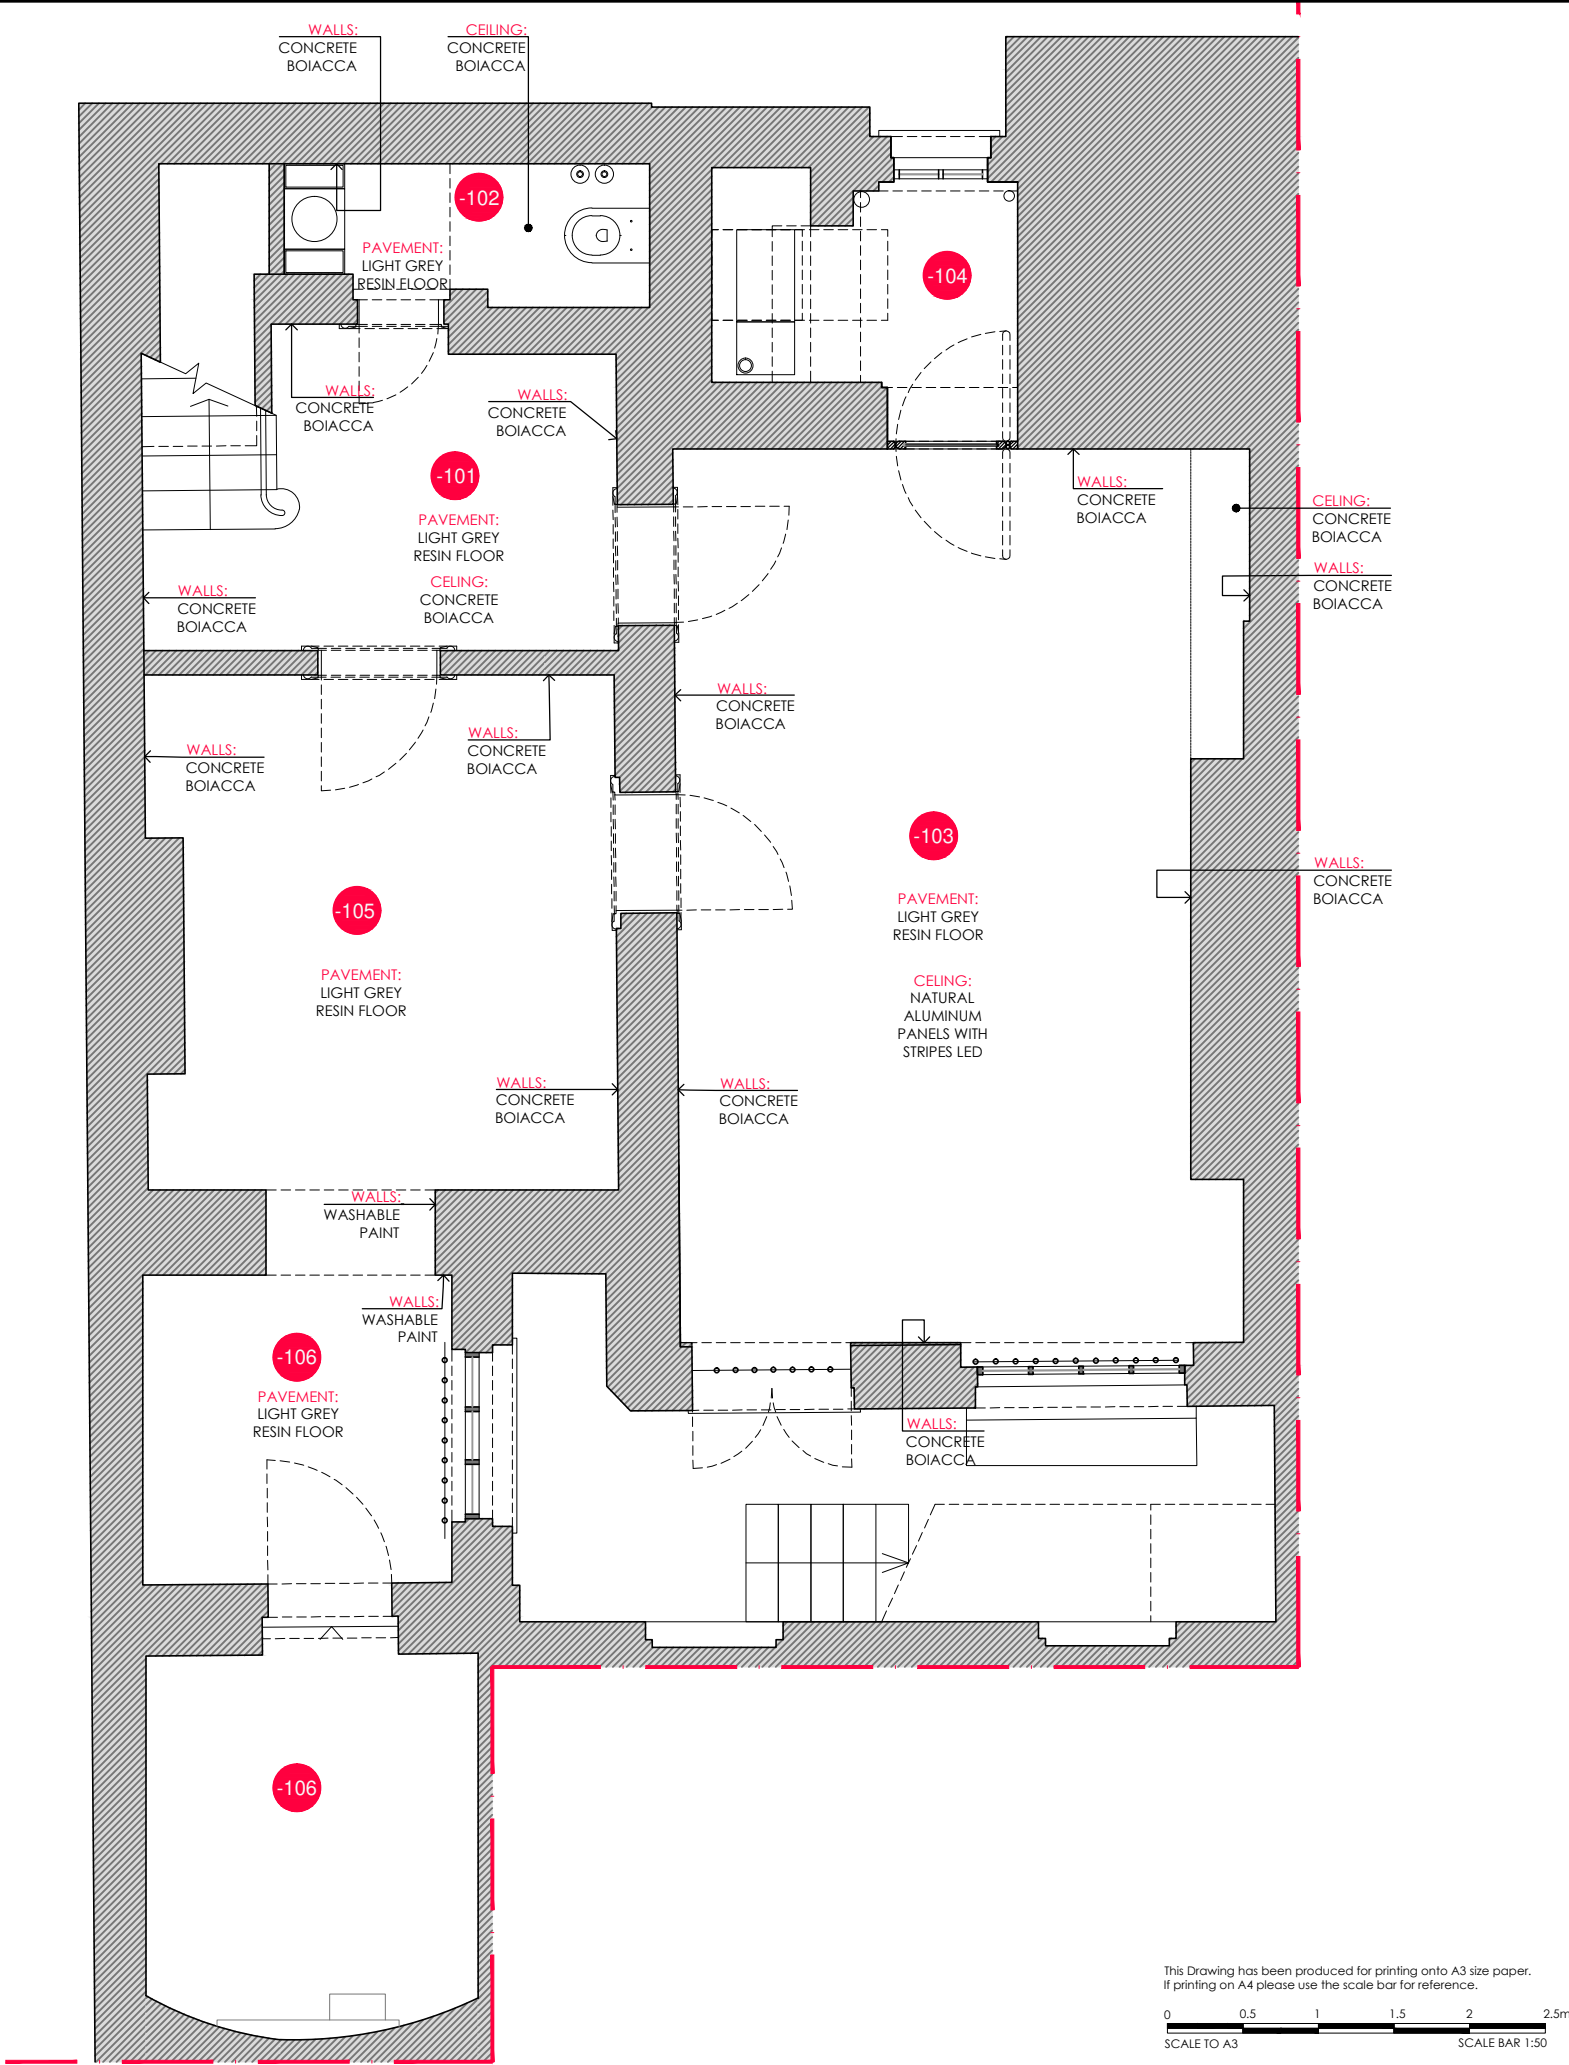 WALLS:
CONCRETE
BOIACCA
CEILING:
CONCRETE
BOIACCA
-102
PAVEMENT:
LIGHT GREY
RESIN FLOOR
-104
WALLS:
CONCRETE
BOIACCA
WALLS:
CONCRETE
BOIACCA
-101
PAVEMENT:
LIGHT GREY
RESIN FLOOR
CELING:
CONCRETE
BOIACCA
WALLS:
CONCRETE
BOIACCA
WALLS:
CONCRETE
BOIACCA
CELING:
CONCRETE
BOIACCA
WALLS:
CONCRETE
BOIACCA
WALLS:
CONCRETE
BOIACCA
WALLS:
CONCRETE
BOIACCA
WALLS:
CONCRETE
BOIACCA
-103
PAVEMENT:
LIGHT GREY
RESIN FLOOR
CELING:
NATURAL
ALUMINUM
PANELS WITH
STRIPES LED
WALLS:
CONCRETE
BOIACCA
-105
PAVEMENT:
LIGHT GREY
RESIN FLOOR
WALLS:
CONCRETE
BOIACCA
WALLS:
CONCRETE
BOIACCA
WALLS:
WASHABLE
PAINT
WALLS:
WASHABLE
PAINT
-106
PAVEMENT:
LIGHT GREY
RESIN FLOOR
WALLS:
CONCRETE
BOIACCA
-106
This Drawing has been produced for printing onto A3 size paper.
If printing on A4 please use the scale bar for reference.
0 0.5 1 1.5 2 2.5m
SCALE TO A3 SCALE BAR 1:50